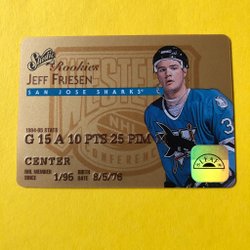 Studio
Rookies
JEFF FRIESEN
SAN JOSE SHARKS
1994-95 STATS
G 15 A 10 PTS 25 PIM
CENTER
NHL MEMBER SINCE 1/95 BIRTH DATE 8/5/76
WESTERN
NHL
CONFERENCE
3